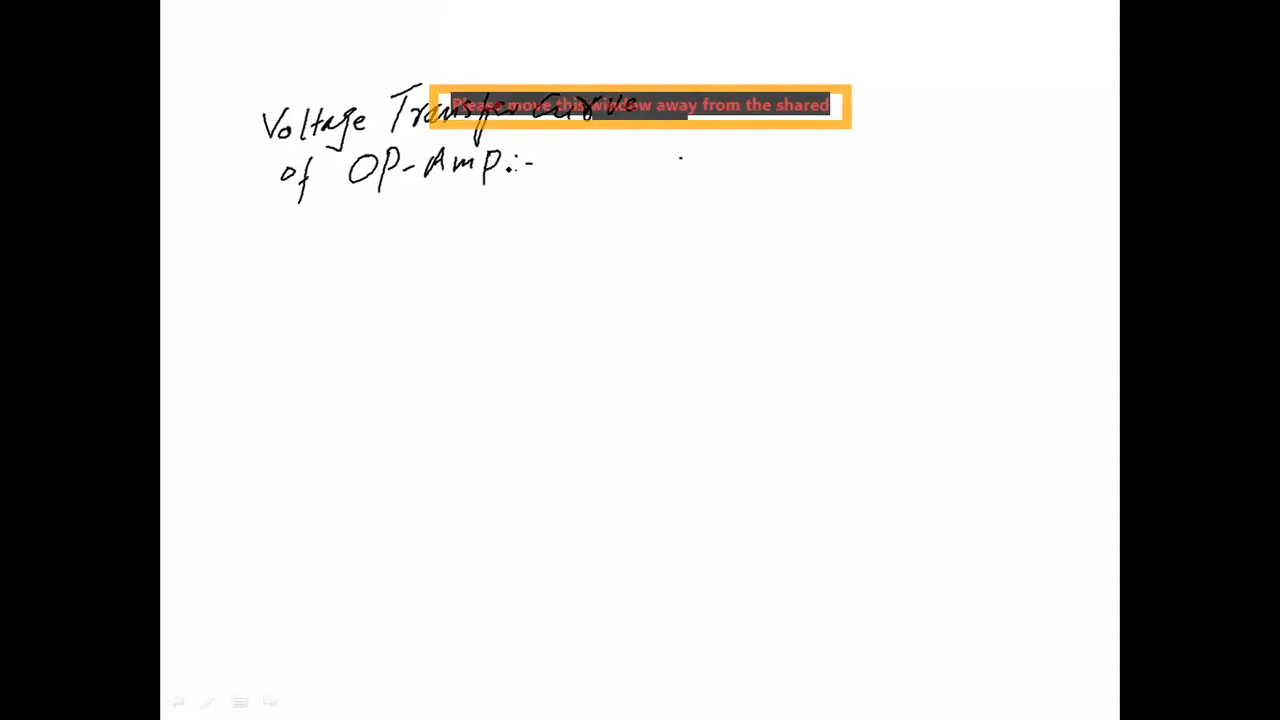 Please move this window away from the shared
Voltage Transfer Curve
of OP-Amp:-